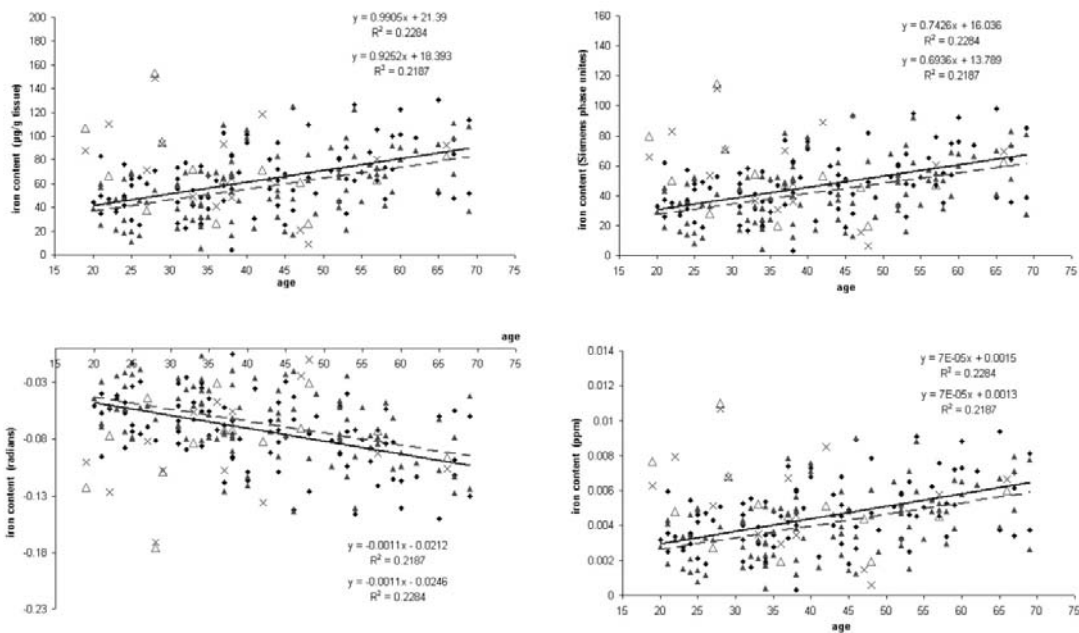 y = 0.9905x + 21.39
R² = 0.2284
y = 0.9252x + 18.393
R² = 0.2187
iron content (µg/g tissue)
200
180
160
140
120
100
80
60
40
20
0
15 20 25 30 35 40 45 50 55 60 65 70 75
age
y = 0.7426x + 16.036
R² = 0.2284
y = 0.6936x + 13.789
R² = 0.2187
iron content (Siemens phase unites)
160
140
120
100
80
60
40
20
0
15 20 25 30 35 40 45 50 55 60 65 70 75
age
age
15 20 25 30 35 40 45 50 55 60 65 70 75
iron content (radians)
-0.03
-0.08
-0.13
-0.18
-0.23
y = -0.0011x - 0.0212
R² = 0.2187
y = -0.0011x - 0.0246
R² = 0.2284
y = 7E-05x + 0.0015
R² = 0.2284
y = 7E-05x + 0.0013
R² = 0.2187
iron content (ppm)
0.014
0.012
0.01
0.008
0.006
0.004
0.002
0
15 20 25 30 35 40 45 50 55 60 65 70 75
age